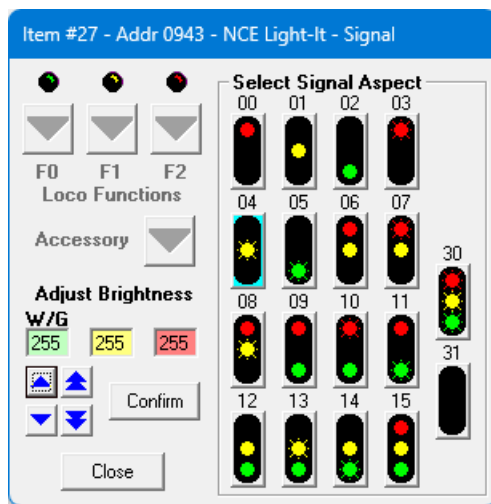 Item #27 - Addr 0943 - NCE Light-It - Signal
F0 F1 F2
Loco Functions
Accessory
Adjust Brightness
W/G
255 255 255
Confirm
Close
Select Signal Aspect
00 01 02 03
04 05 06 07
30
08 09 10 11
31
12 13 14 15